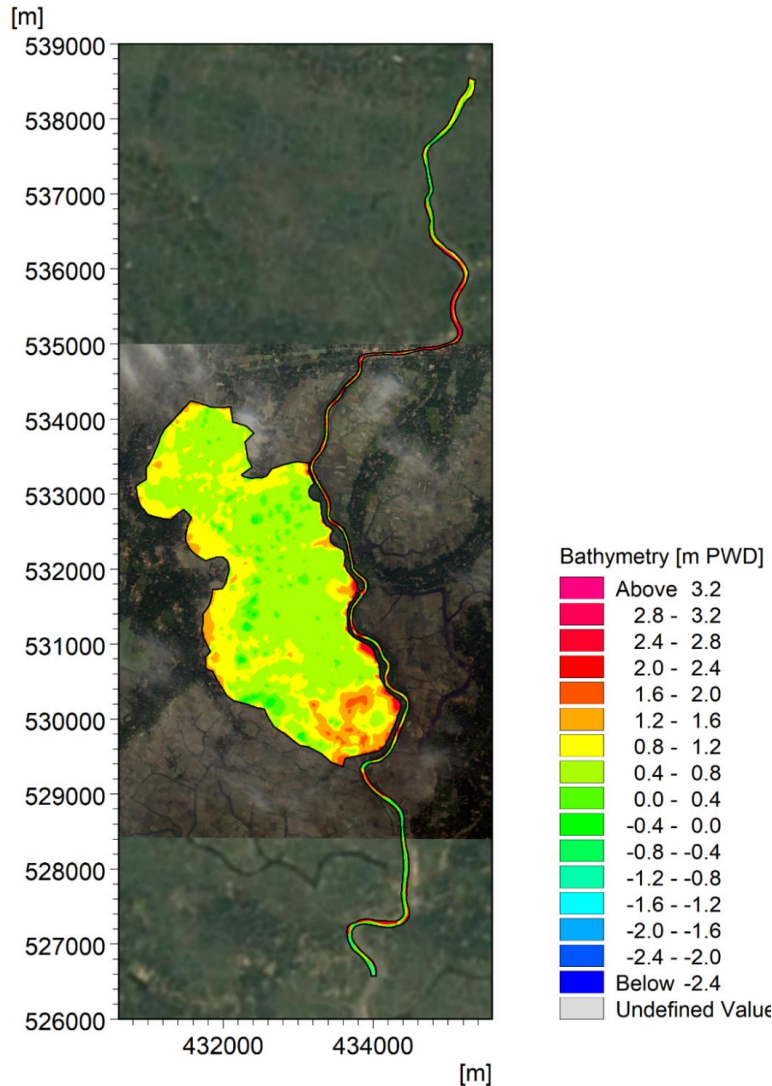 [m]
539000
538000
537000
536000
535000
534000
533000
532000
531000
530000
529000
528000
527000
526000
432000 434000
[m]
Bathymetry [m PWD]
Above 3.2
2.8 - 3.2
2.4 - 2.8
2.0 - 2.4
1.6 - 2.0
1.2 - 1.6
0.8 - 1.2
0.4 - 0.8
0.0 - 0.4
-0.4 - 0.0
-0.8 - -0.4
-1.2 - -0.8
-1.6 - -1.2
-2.0 - -1.6
-2.4 - -2.0
Below -2.4
Undefined Value